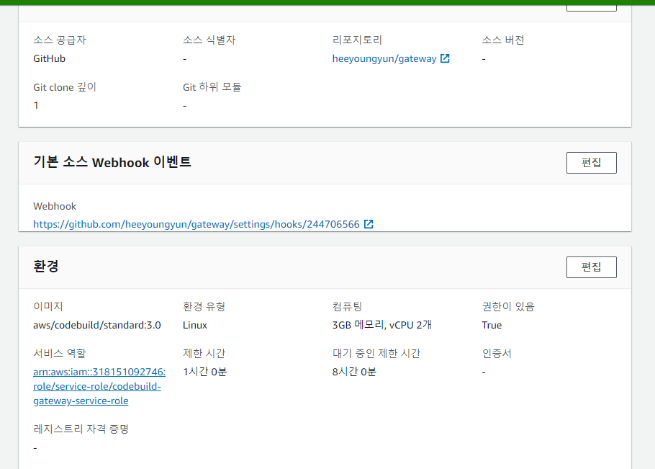 소스 공급자 소스 식별자 리포지토리 소스 버전
GitHub - heeyoungyun/gateway -
Git clone 깊이 Git 하위 모듈
1 -
기본 소스 Webhook 이벤트 편집
Webhook
https://github.com/heeyoungyun/gateway/settings/hooks/244706566
환경 편집
이미지 환경 유형 컴퓨팅 권한이 있음
aws/codebuild/standard:3.0 Linux 3GB 메모리, vCPU 2개 True
서비스 역할 제한 시간 대기 중인 제한 시간 인증서
arn:aws:iam::318151092746: 1시간 0분 8시간 0분 -
role/service-role/codebuild-
gateway-service-role
레지스트리 자격 증명
-